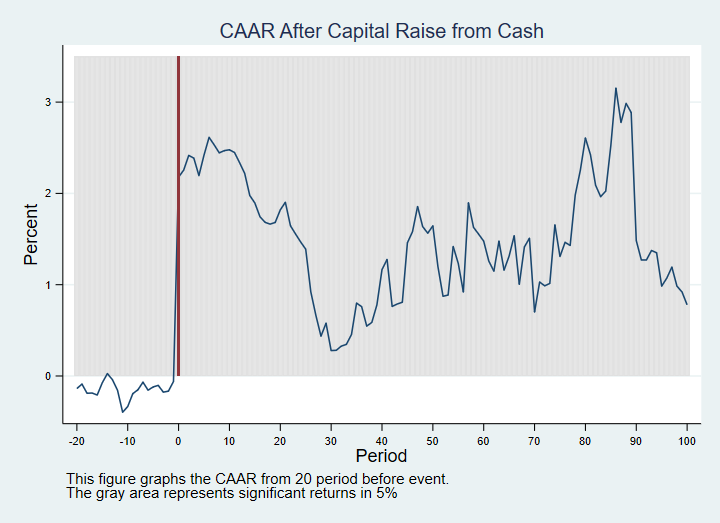 CAAR After Capital Raise from Cash
Percent
3
2
1
0
-20 -10 0 10 20 30 40 50 60 70 80 90 100
Period
This figure graphs the CAAR from 20 period before event.
The gray area represents significant returns in 5%